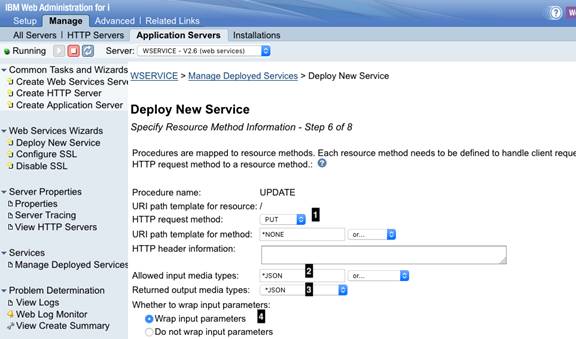 IBM Web Administration for i
Setup Manage Advanced | Related Links
All Servers | HTTP Servers Application Servers Installations
Running Server: WSERVICE - V2.6 (web services)
Common Tasks and Wizards
Create Web Services Serv
Create HTTP Server
Create Application Server
Web Services Wizards
Deploy New Service
Configure SSL
Disable SSL
Server Properties
Properties
Server Tracing
View HTTP Servers
Services
Manage Deployed Services
Problem Determination
View Logs
Web Log Monitor
View Create Summary
WSERVICE > Manage Deployed Services > Deploy New Service
Deploy New Service
Specify Resource Method Information - Step 6 of 8
Procedures are mapped to resource methods. Each resource method needs to be defined to handle client reque
HTTP request method to a resource method.: ?
Procedure name: UPDATE
URI path template for resource: /
HTTP request method: PUT 1
URI path template for method: *NONE or...
HTTP header information:
Allowed input media types: *JSON 2 or...
Returned output media types: *JSON 3
Whether to wrap input parameters:
Wrap input parameters 4
Do not wrap input parameters